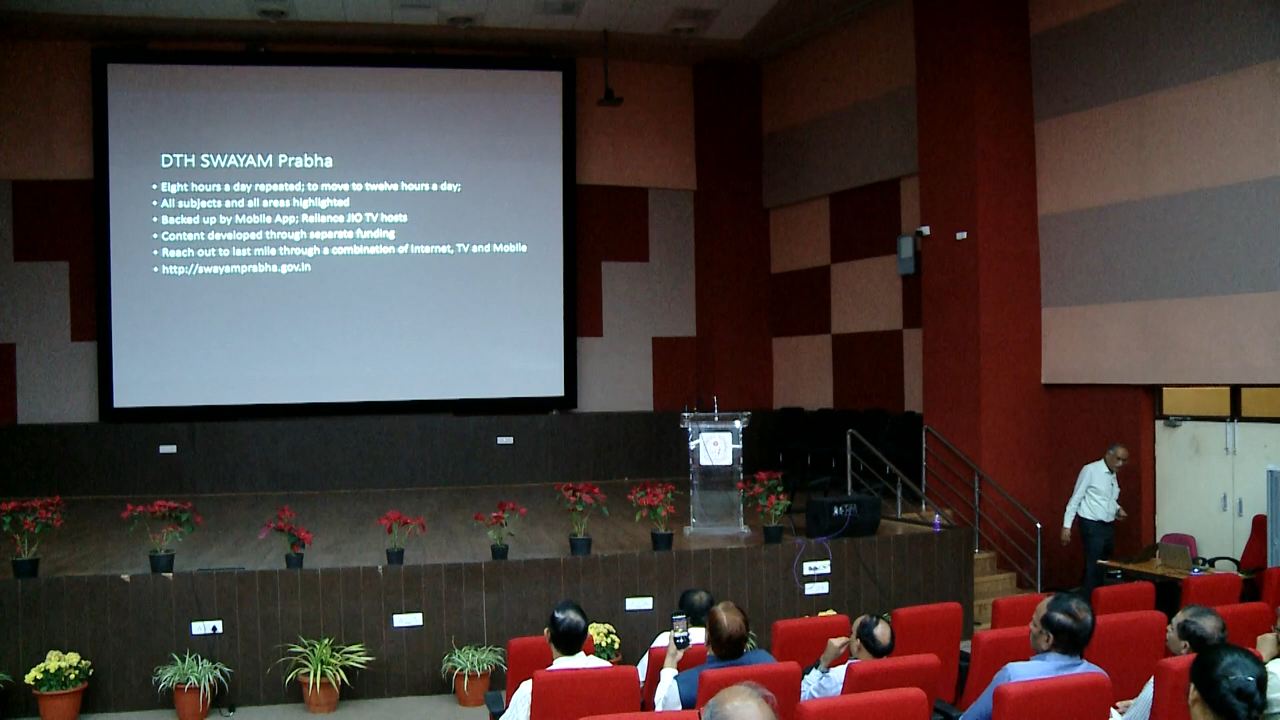 DTH SWAYAM Prabha
• Eight hours a day repeated; to move to twelve hours a day;
• All subjects and all areas highlighted
• Backed up by Mobile App; Reliance JIO TV hosts
• Content developed through separate funding
• Reach out to last mile through a combination of Internet, TV and Mobile
• http://swayamprabha.gov.in